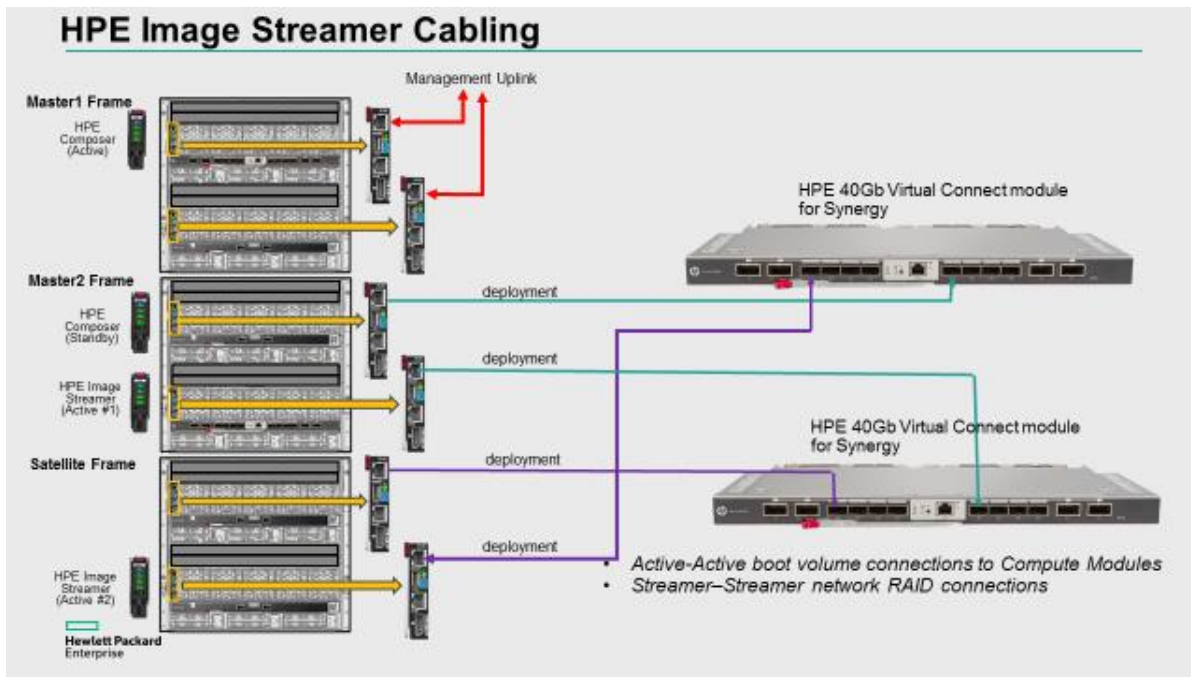 HPE Image Streamer Cabling
Management Uplink
Master1 Frame
HPE
Composer
(Active)
HPE 40Gb Virtual Connect module
for Synergy
Master2 Frame
HPE
Composer
(Standby)
deployment
HPE Image
Streamer
(Active #1)
deployment
HPE 40Gb Virtual Connect module
for Synergy
Satellite Frame
deployment
HPE Image
Streamer
(Active #2)
deployment
• Active-Active boot volume connections to Compute Modules
• Streamer–Streamer network RAID connections
Hewlett Packard
Enterprise